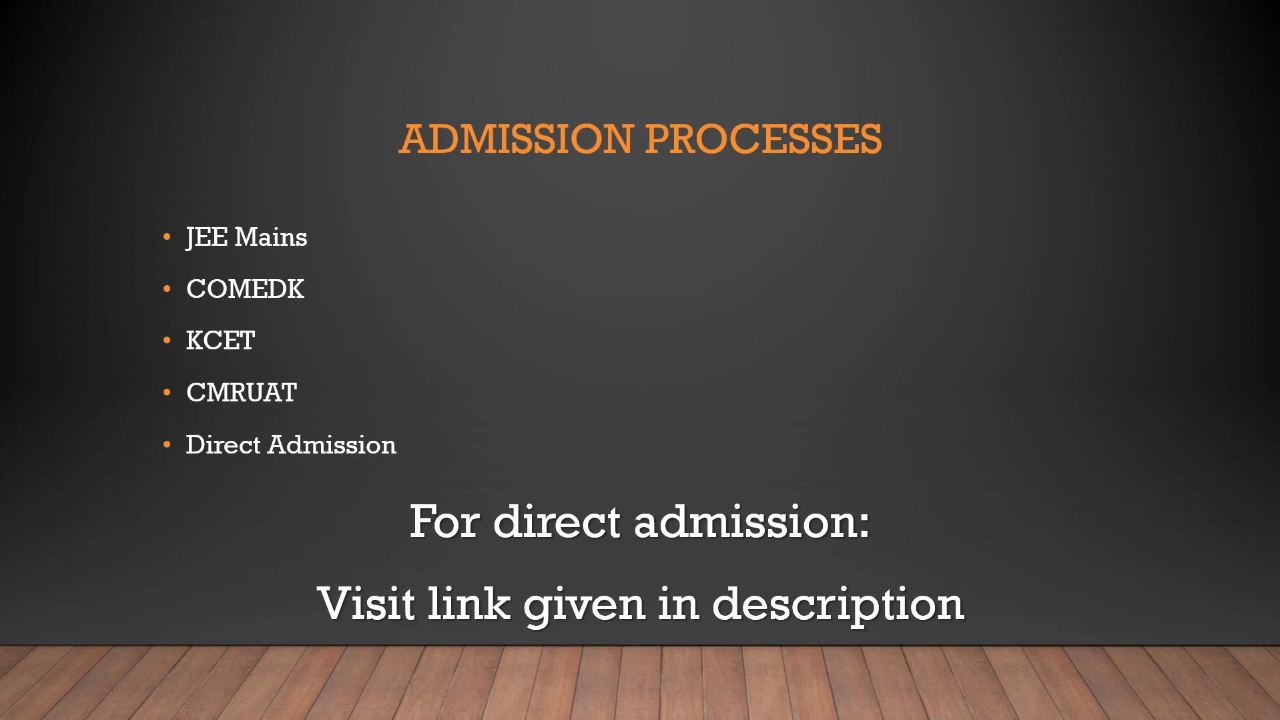 ADMISSION PROCESSES
• JEE Mains
• COMEDK
• KCET
• CMRUAT
• Direct Admission
For direct admission:
Visit link given in description